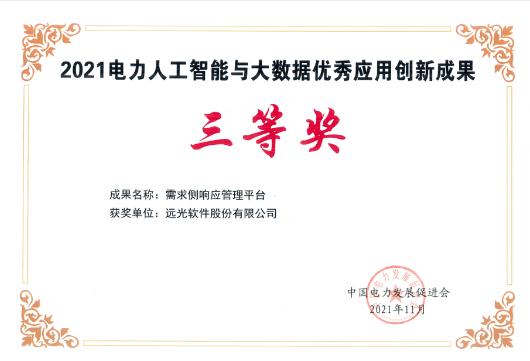 2021电力人工智能与大数据优秀应用创新成果
三等奖
成果名称：需求侧响应管理平台
获奖单位：远光软件股份有限公司
中国电力发展促进会
2021年11月